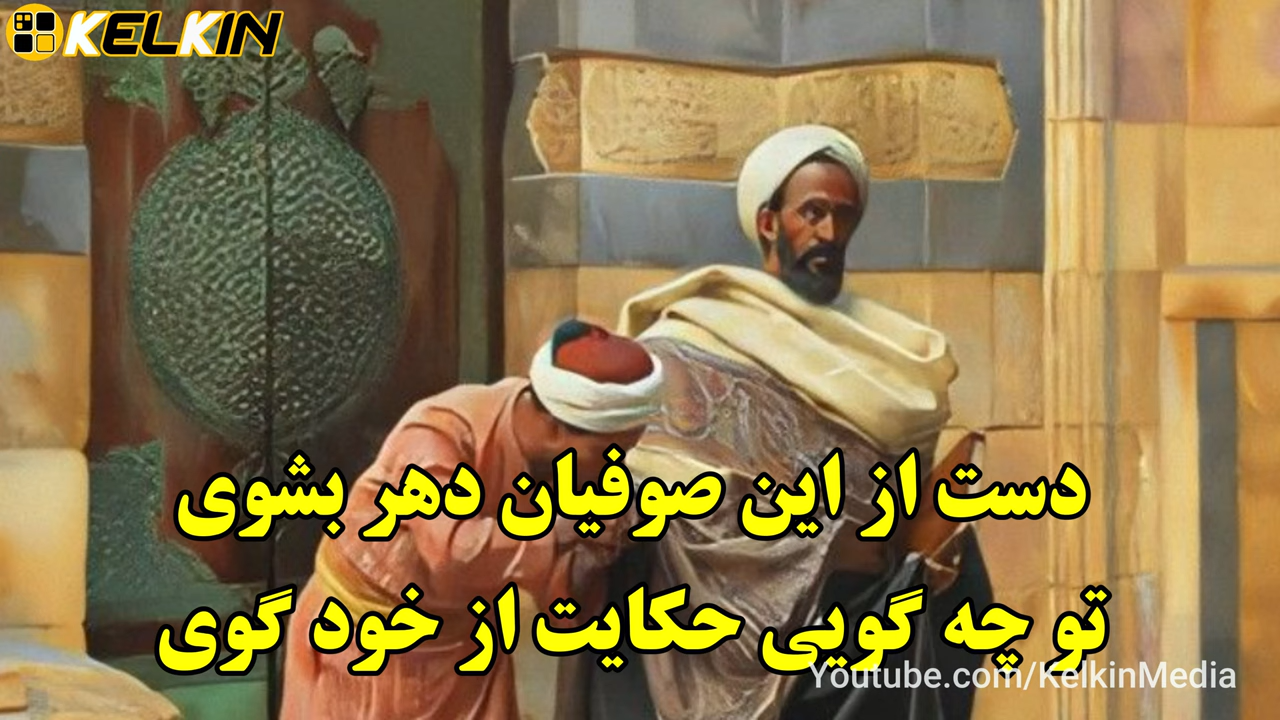 KELKIN
دست از این صوفیان دهر بشوی
تو چه گویی حکایت از خود گوی
Youtube.com/KelkinMedia